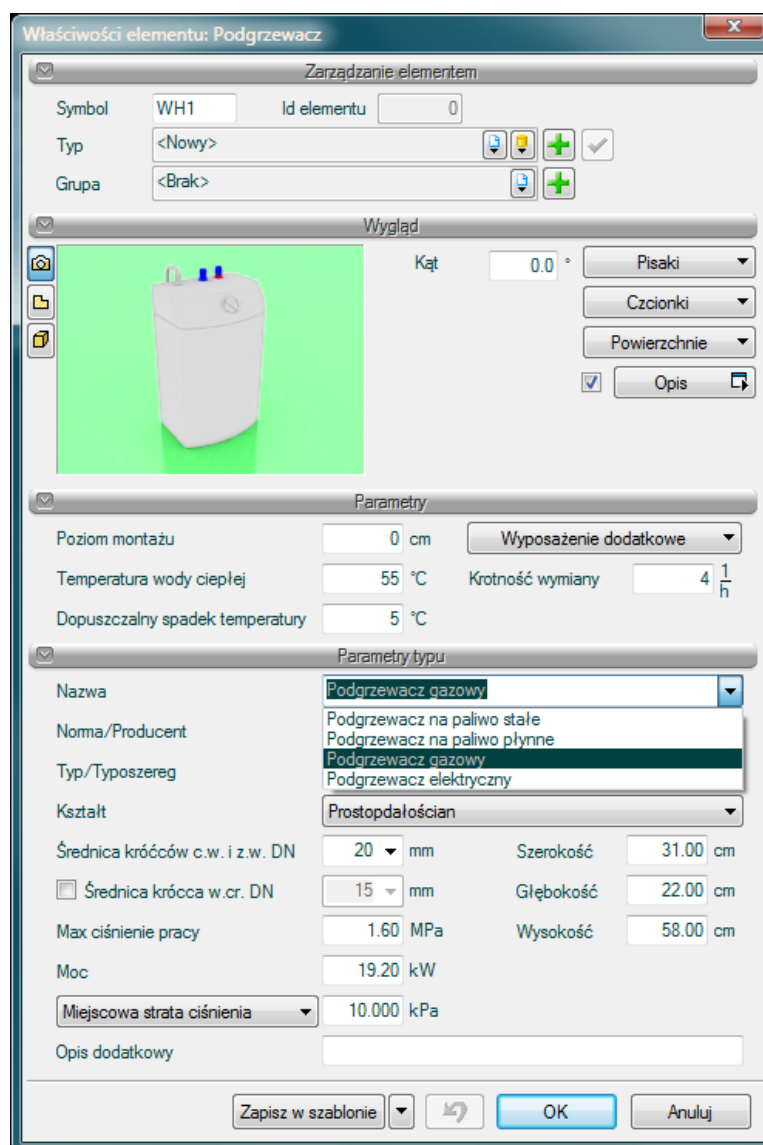 Właściwości elementu: Podgrzewacz
Zarządzanie elementem
Symbol WH1 Id elementu 0
Typ <Nowy>
Grupa <Brak>
Wygląd
Kąt 0.0 ° Pisaki
Czcionki
Powierzchnie
Opis
Parametry
Poziom montażu 0 cm Wyposażenie dodatkowe
Temperatura wody ciepłej 55 °C Krotność wymiany 4 1/h
Dopuszczalny spadek temperatury 5 °C
Parametry typu
Nazwa Podgrzewacz gazowy
Podgrzewacz na paliwo stałe
Norma/Producent Podgrzewacz na paliwo płynne
Podgrzewacz gazowy
Typ/Typoszereg Podgrzewacz elektryczny
Kształt Prostopdałościan
Średnica króćców c.w. i z.w. DN 20 mm Szerokość 31.00 cm
Średnica krócca w.cr. DN 15 mm Głębokość 22.00 cm
Max ciśnienie pracy 1.60 MPa Wysokość 58.00 cm
Moc 19.20 kW
Miejscowa strata ciśnienia 10.000 kPa
Opis dodatkowy
Zapisz w szablonie OK Anuluj